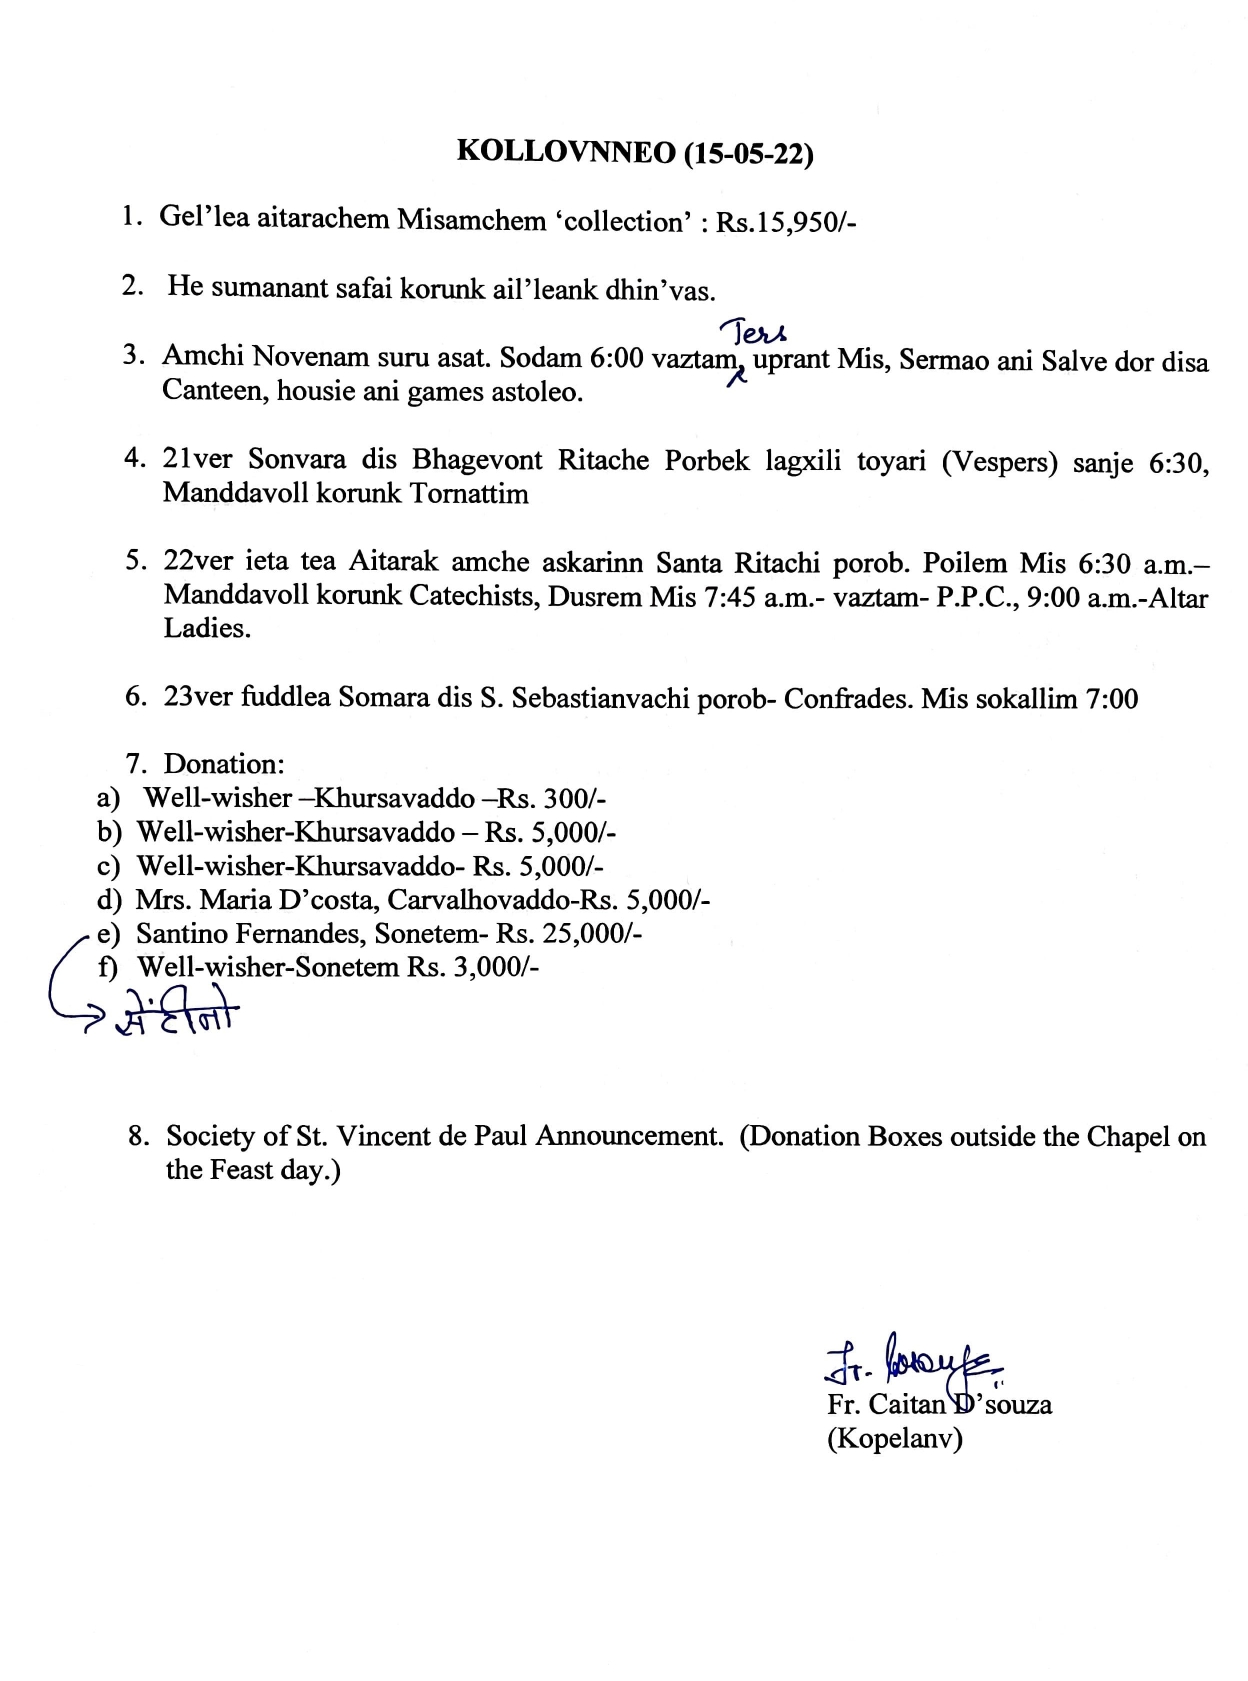 KOLLOVNNEO (15-05-22)
1. Gel’lea aitarachem Misamchem ‘collection’ : Rs.15,950/-
2. He sumanant safai korunk ail’leank dhin’vas.
Ters
3. Amchi Novenam suru asat. Sodam 6:00 vaztam, uprant Mis, Sermao ani Salve dor disa
Canteen, housie ani games astoleo.
4. 21ver Sonvara dis Bhagevont Ritache Porbek lagxili toyari (Vespers) sanje 6:30,
Manddavoll korunk Tornattim
5. 22ver ieta tea Aitarak amche askarinn Santa Ritachi porob. Poilem Mis 6:30 a.m.–
Manddavoll korunk Catechists, Dusrem Mis 7:45 a.m.- vaztam- P.P.C., 9:00 a.m.-Altar
Ladies.
6. 23ver fuddlea Somara dis S. Sebastianvachi porob- Confrades. Mis sokallim 7:00
7. Donation:
a) Well-wisher –Khursavaddo –Rs. 300/-
b) Well-wisher-Khursavaddo – Rs. 5,000/-
c) Well-wisher-Khursavaddo- Rs. 5,000/-
d) Mrs. Maria D’costa, Carvalhovaddo-Rs. 5,000/-
e) Santino Fernandes, Sonetem- Rs. 25,000/-
f) Well-wisher-Sonetem Rs. 3,000/-
सेंटीनो
8. Society of St. Vincent de Paul Announcement. (Donation Boxes outside the Chapel on
the Feast day.)
Fr.
Fr. Caitan D’souza
(Kopelanv)